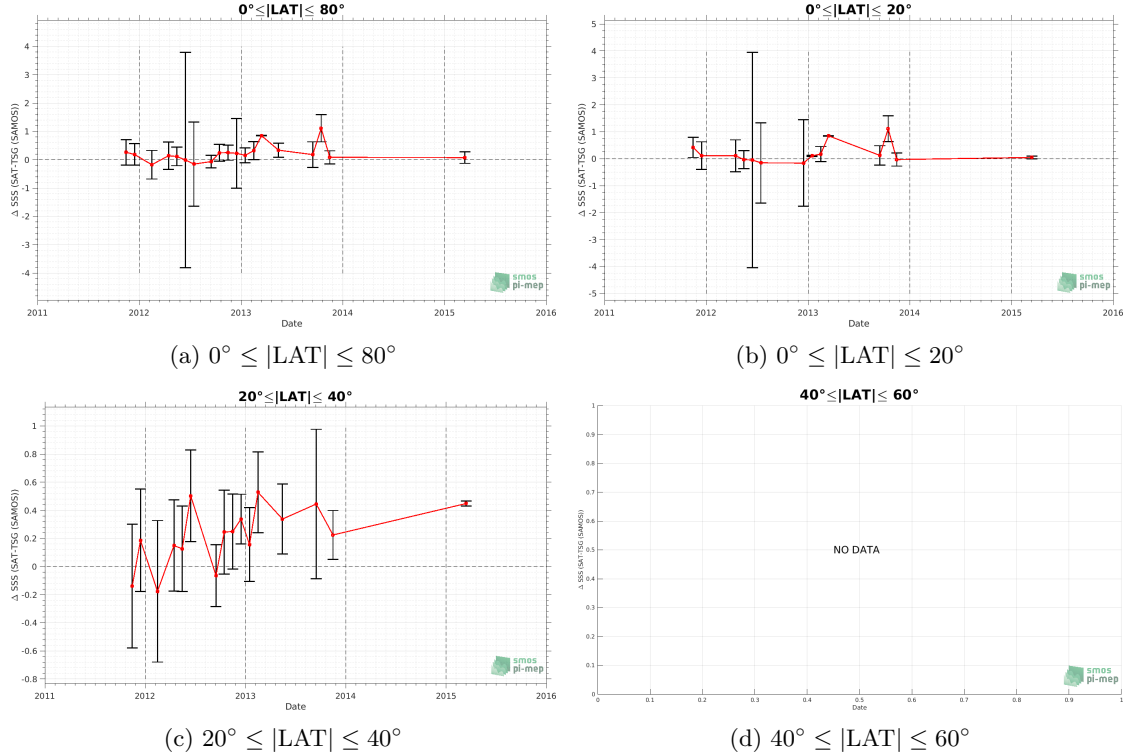 0°≤|LAT|≤ 80°
Δ SSS (SAT-TSG (SAMOS))
4
3
2
1
0
-1
-2
-3
-4
2011 2012 2013 2014 2015 2016
Date
smos
pi-mep
(a) 0° ≤ |LAT| ≤ 80°
0°≤|LAT|≤ 20°
Δ SSS (SAT-TSG (SAMOS))
5
4
3
2
1
0
-1
-2
-3
-4
-5
2011 2012 2013 2014 2015 2016
Date
smos
pi-mep
(b) 0° ≤ |LAT| ≤ 20°
20°≤|LAT|≤ 40°
Δ SSS (SAT-TSG (SAMOS))
1
0.8
0.6
0.4
0.2
0
-0.2
-0.4
-0.6
-0.8
2011 2012 2013 2014 2015 2016
Date
smos
pi-mep
(c) 20° ≤ |LAT| ≤ 40°
40°≤|LAT|≤ 60°
Δ SSS (SAT-TSG (SAMOS))
1
0.9
0.8
0.7
0.6
0.5
0.4
0.3
0.2
0.1
0
NO DATA
0 0.1 0.2 0.3 0.4 0.5 0.6 0.7 0.8 0.9 1
Date
smos
pi-mep
(d) 40° ≤ |LAT| ≤ 60°